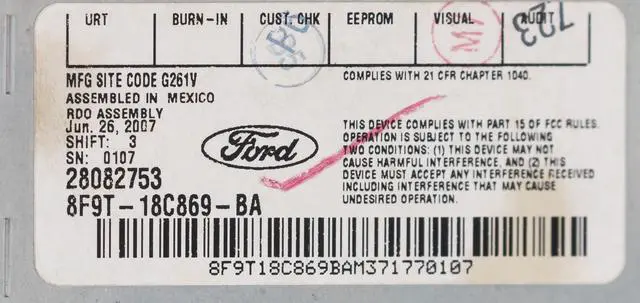 URT BURN-IN CUST. CHK EEPROM VISUAL AUDIT
723
MFG SITE CODE G261V
ASSEMBLED IN MEXICO
RDO ASSEMBLY
Jun. 26, 2007
SHIFT: 3
SN: 0107
28082753
8F9T-18C869-BA
Ford
COMPLIES WITH 21 CFR CHAPTER 1040.
THIS DEVICE COMPLIES WITH PART 15 OF FCC RULES.
OPERATION IS SUBJECT TO THE FOLLOWING
TWO CONDITIONS: (1) THIS DEVICE MAY NOT
CAUSE HARMFUL INTERFERENCE, AND (2) THIS
DEVICE MUST ACCEPT ANY INTERFERENCE RECEIVED
INCLUDING INTERFERENCE THAT MAY CAUSE
UNDESIRED OPERATION.
8F9T18C869BAM371770107